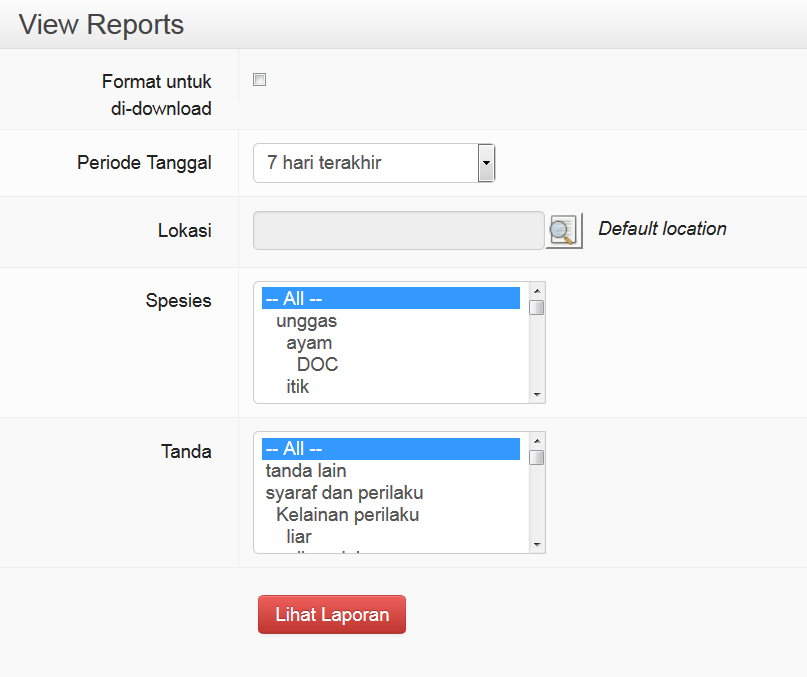 View Reports
Format untuk
di-download
Periode Tanggal
7 hari terakhir
Lokasi
Default location
Spesies
-- All --
unggas
ayam
DOC
itik
Tanda
-- All --
tanda lain
syaraf dan perilaku
Kelainan perilaku
liar
Lihat Laporan